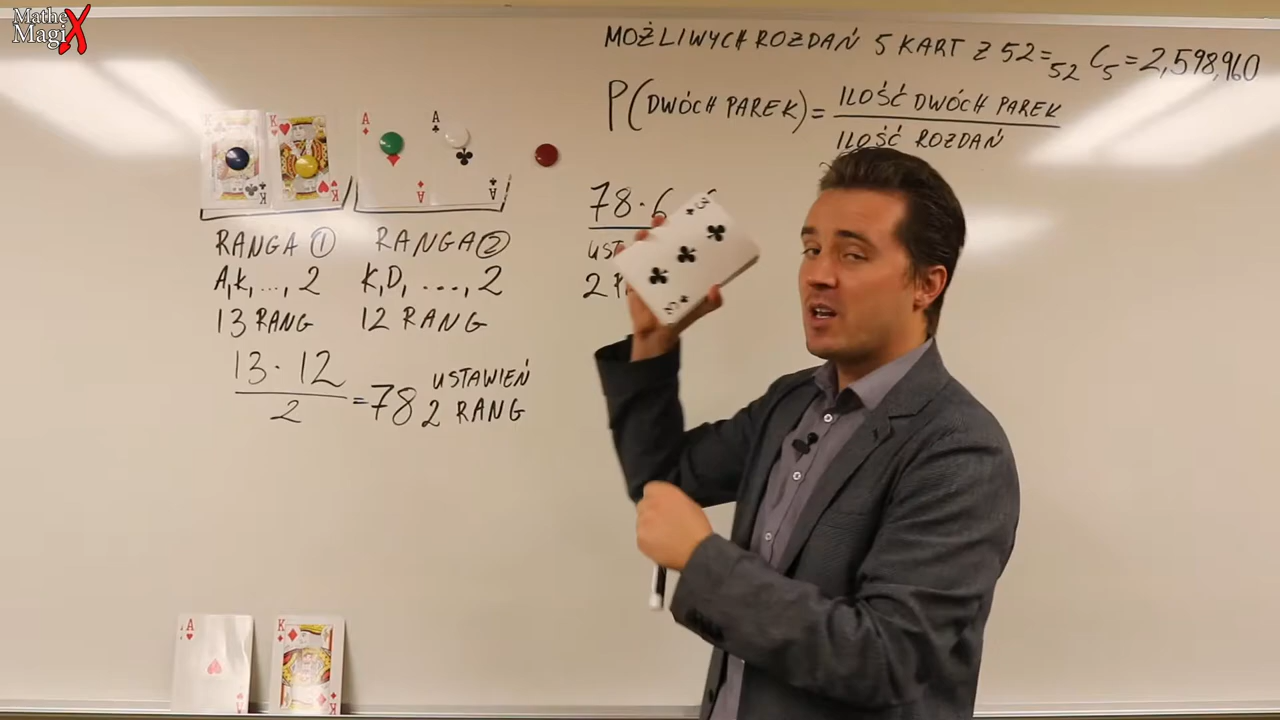 Mathe
MagiX
MOŻLIWYCH ROZDAŃ 5 KART Z 52 = 52 C 5 = 2,598,960
P(DWÓCH PAREK) = ILOŚĆ DWÓCH PAREK
ILOŚĆ ROZDAŃ
K K A A
K A A
78 · 6
RANGA 1 RANGA 2
A, K, ..., 2 K, D, ..., 2
2
13 RANG 12 RANG
13 · 12
2
= 78 USTAWIEŃ
2 RANG
A K